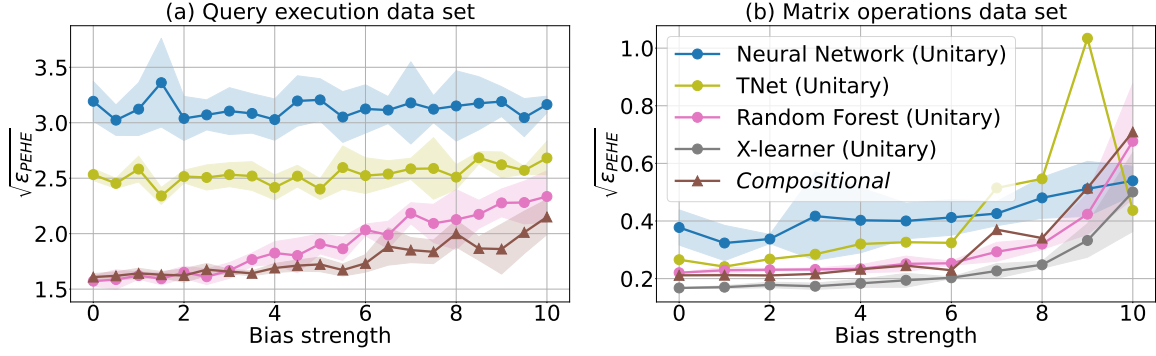 (a) Query execution data set
√ε_PEHE
3.5
3.0
2.5
2.0
1.5
0 2 4 6 8 10
Bias strength
(b) Matrix operations data set
√ε_PEHE
1.0
0.8
0.6
0.4
0.2
Neural Network (Unitary)
TNet (Unitary)
Random Forest (Unitary)
X-learner (Unitary)
Compositional
0 2 4 6 8 10
Bias strength